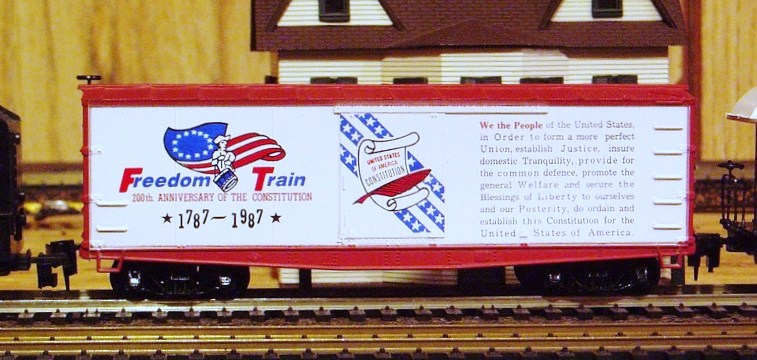 Freedom Train
200th ANNIVERSARY OF THE CONSTITUTION
★ 1787~1987 ★
UNITED STATES
OF AMERICA
CONSTITUTION
We the People of the United States,
in Order to form a more perfect
Union, establish Justice, insure
domestic Tranquility, provide for
the common defence, promote the
general Welfare and secure the
Blessings of Liberty to ourselves
and our Posterity, do ordain and
establish this Constitution for the
United States of America.